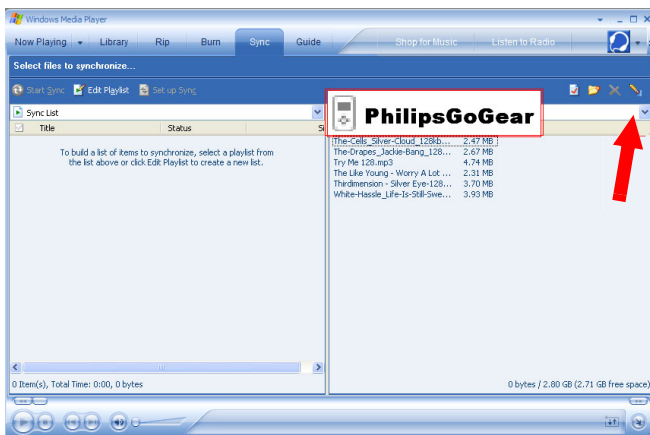 Windows Media Player
Now Playing Library Rip Burn Sync Guide Shop for Music Listen to Radio
Select files to synchronize...
Start Sync Edit Playlist Set up Sync
Sync List
PhilipsGoGear
Title Status Si
To build a list of items to synchronize, select a playlist from
the list above or click Edit Playlist to create a new list.
The-Cells_Silver-Cloud_128kb... 2.47 MB
The-Drapes_Jackie-Bang_128... 2.67 MB
Try Me 128.mp3 4.74 MB
The Like Young - Worry A Lot ... 2.31 MB
Thirdimension - Silver Eye-128... 3.70 MB
White-Hassle_Life-Is-Still-Swe... 3.93 MB
0 Item(s), Total Time: 0:00, 0 bytes
0 bytes / 2.80 GB (2.71 GB free space)